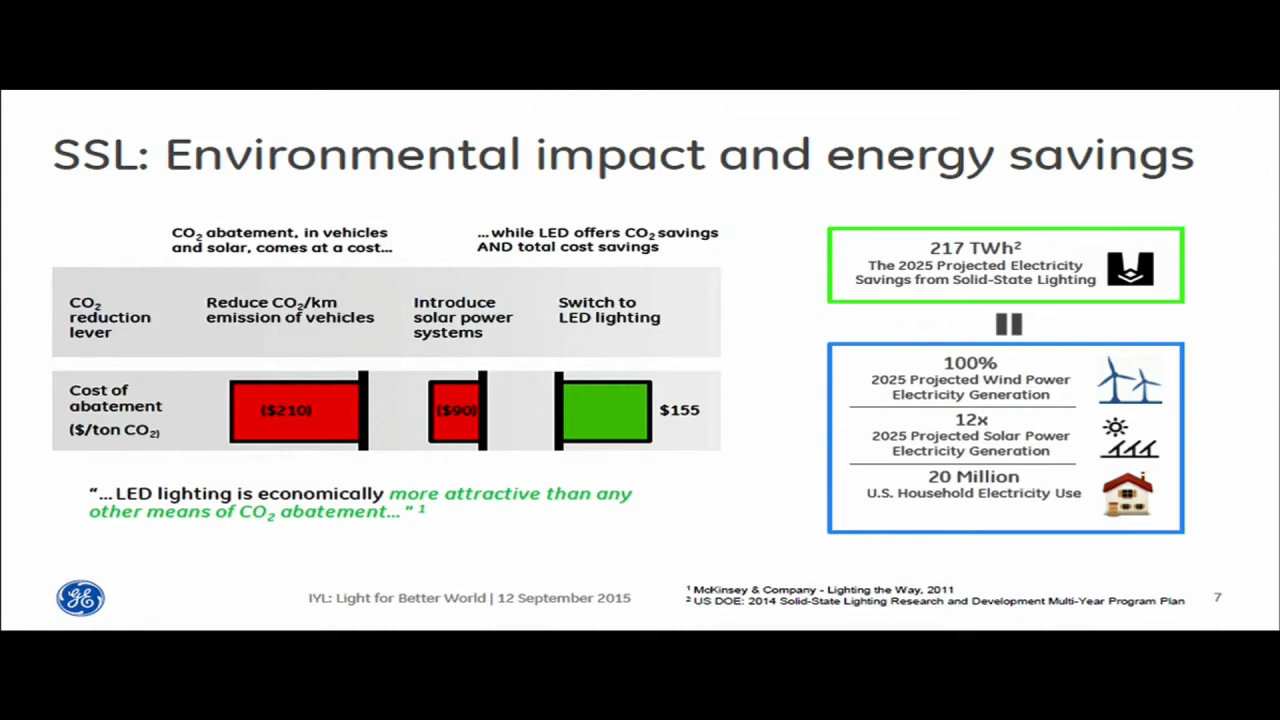 SSL: Environmental impact and energy savings
CO₂ abatement, in vehicles
and solar, comes at a cost...
...while LED offers CO₂ savings
AND total cost savings
CO₂
reduction
lever
Reduce CO₂/km
emission of vehicles
Introduce
solar power
systems
Switch to
LED lighting
Cost of
abatement
($/ton CO₂)
($210)
($90)
$155
"...LED lighting is economically more attractive than any
other means of CO₂ abatement..." ¹
217 TWh²
The 2025 Projected Electricity
Savings from Solid-State Lighting
100%
2025 Projected Wind Power
Electricity Generation
12x
2025 Projected Solar Power
Electricity Generation
20 Million
U.S. Household Electricity Use
GE
IYL: Light for Better World | 12 September 2015
¹ McKinsey & Company - Lighting the Way, 2011
² US DOE: 2014 Solid-State Lighting Research and Development Multi-Year Program Plan
7